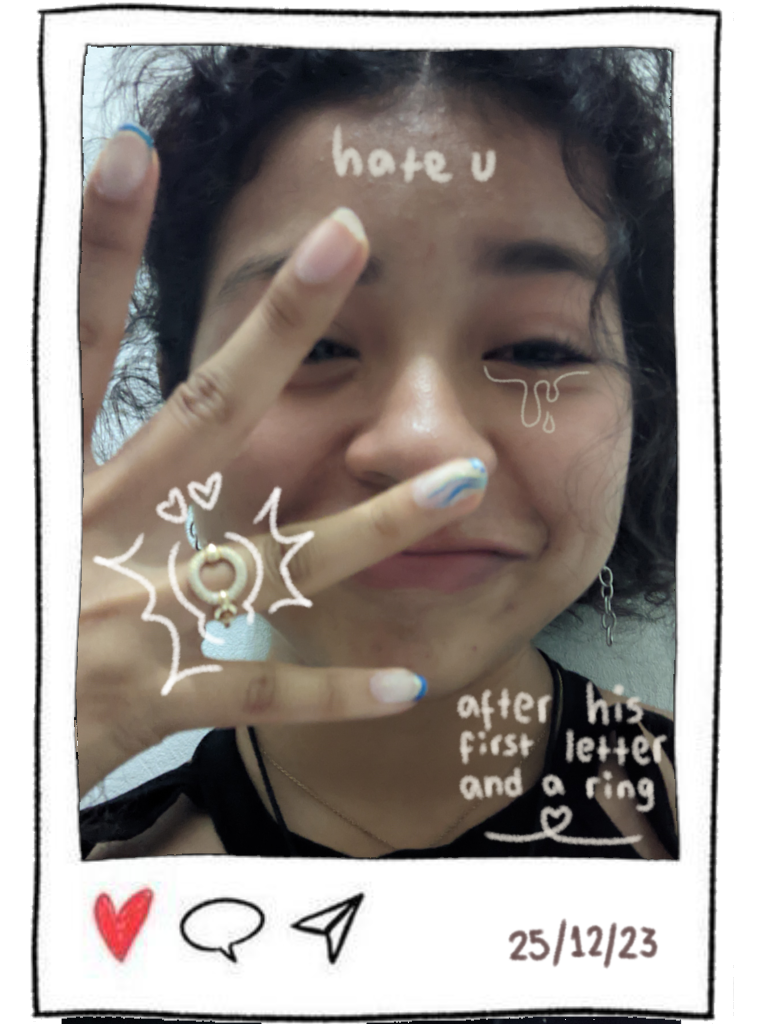 hate u
after his
first letter
and a ring
25/12/23